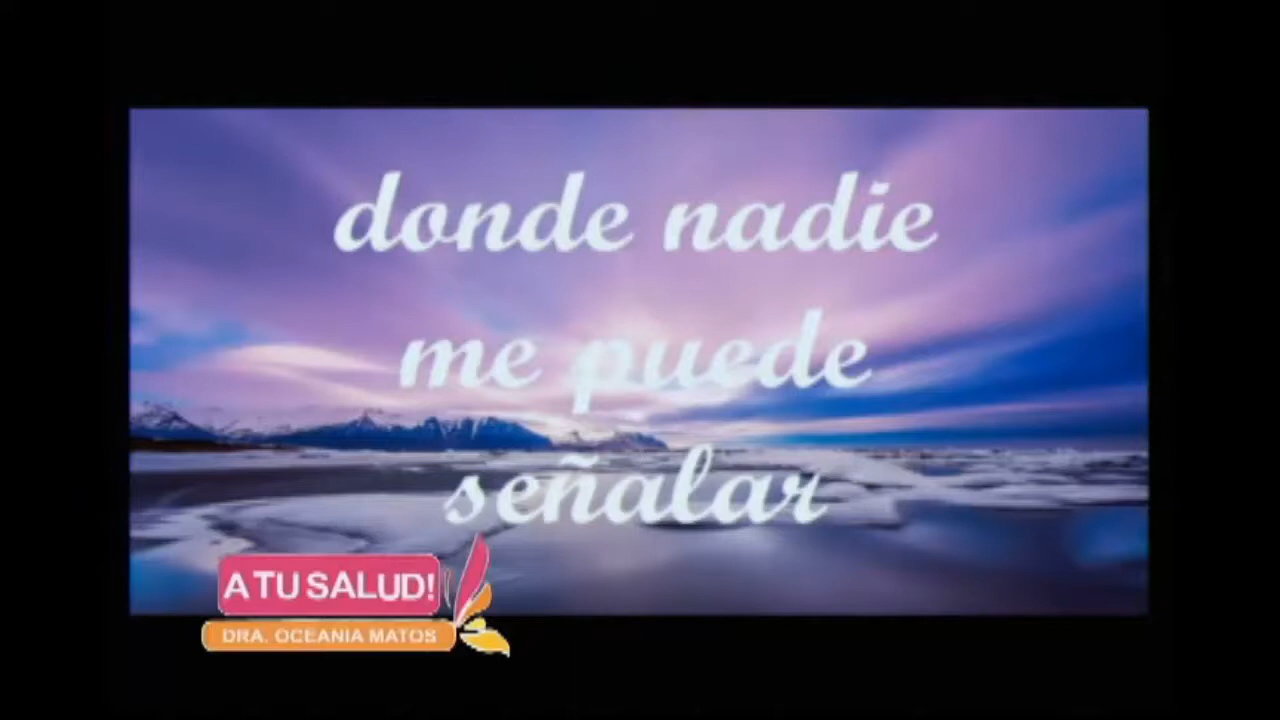 donde nadie
me puede
señalar
A TU SALUD!
DRA. OCEANIA MATOS